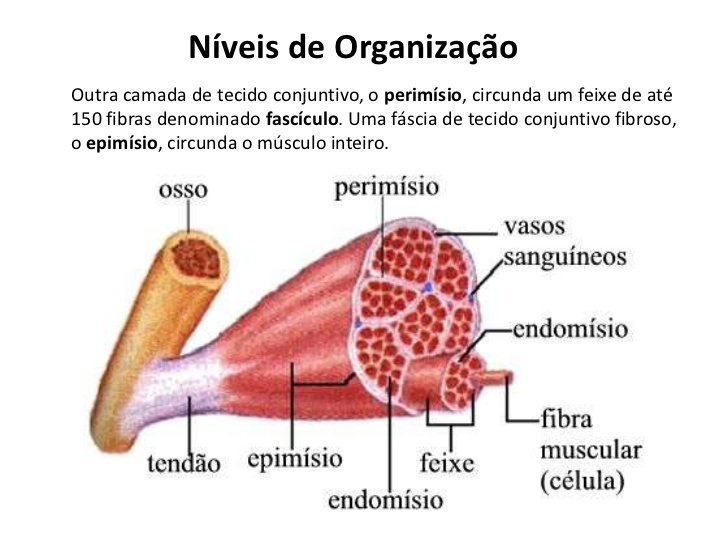 Níveis de Organização
Outra camada de tecido conjuntivo, o perimísio, circunda um feixe de até
150 fibras denominado fascículo. Uma fáscia de tecido conjuntivo fibroso,
o epimísio, circunda o músculo inteiro.
osso
perimísio
vasos
sanguíneos
endomísio
fibra
muscular
(célula)
tendão
epimísio
feixe
endomísio